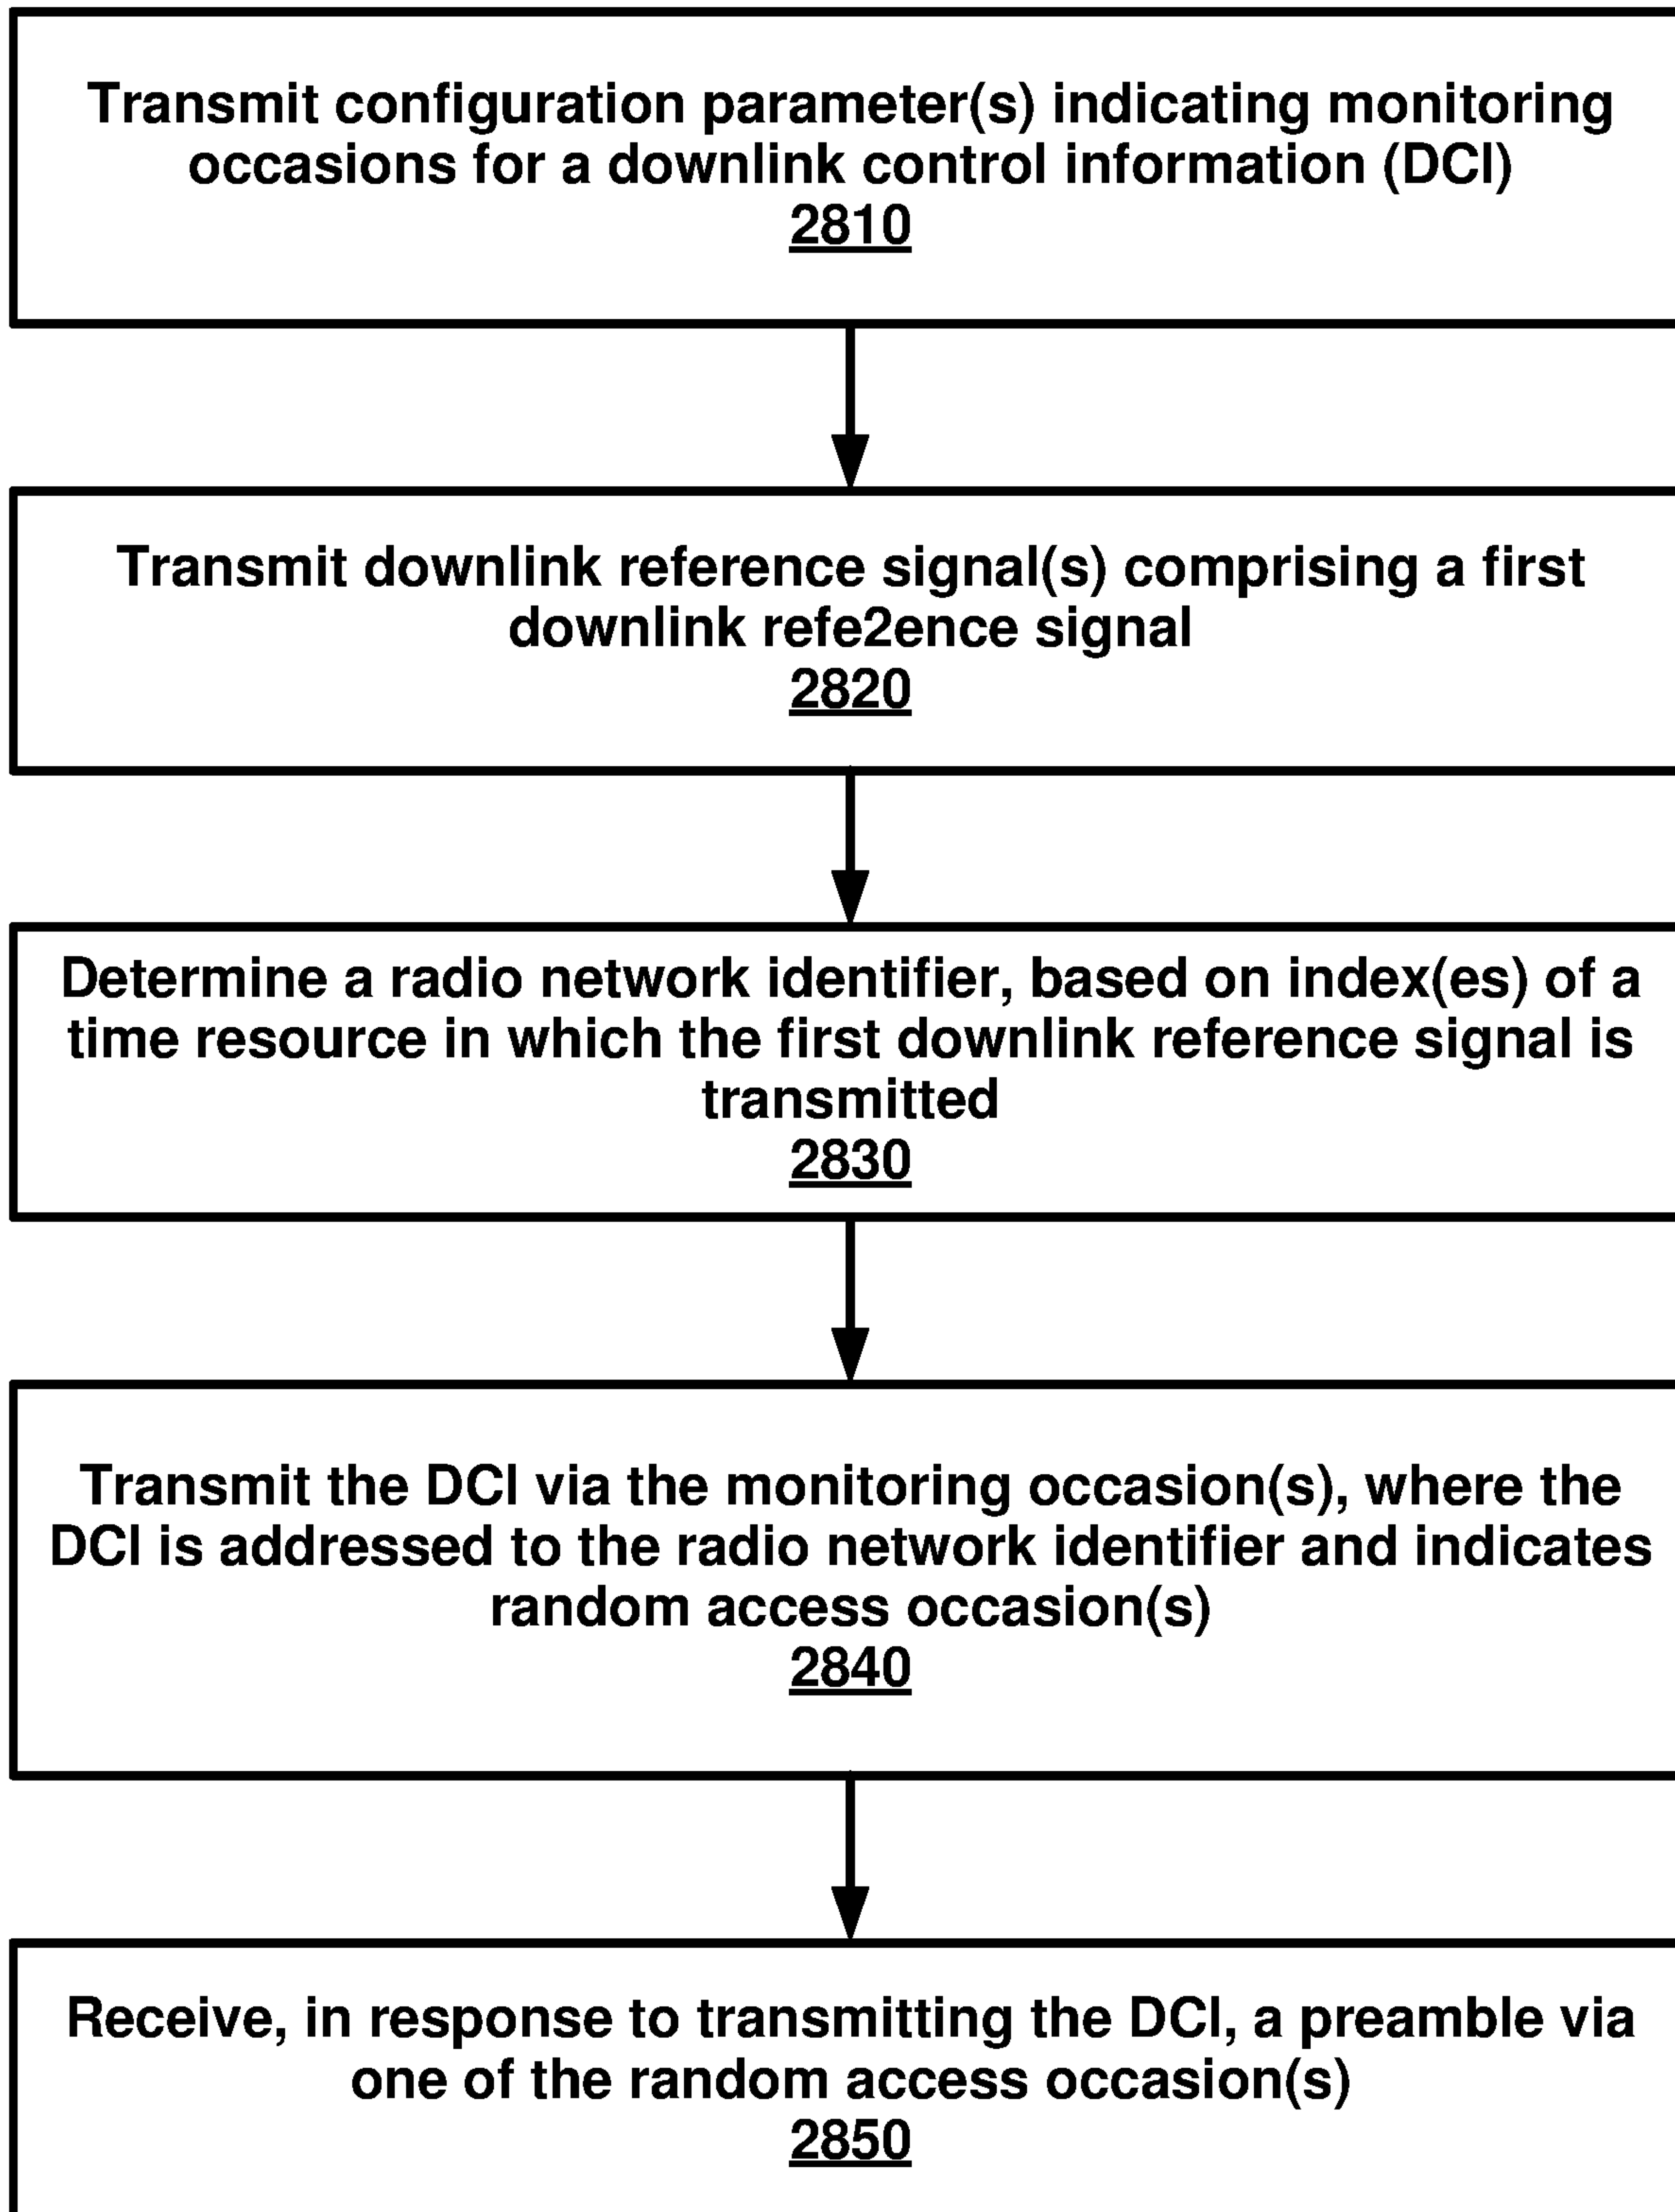 Transmit configuration parameter(s) indicating monitoring
occasions for a downlink control information (DCI)
2810
Transmit downlink reference signal(s) comprising a first
downlink refe2ence signal
2820
Determine a radio network identifier, based on index(es) of a
time resource in which the first downlink reference signal is
transmitted
2830
Transmit the DCI via the monitoring occasion(s), where the
DCI is addressed to the radio network identifier and indicates
random access occasion(s)
2840
Receive, in response to transmitting the DCI, a preamble via
one of the random access occasion(s)
2850